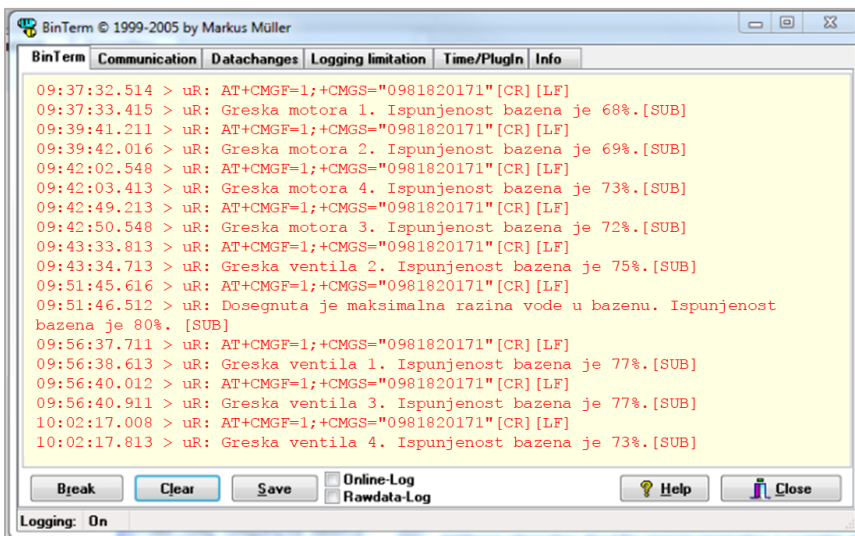 BinTerm © 1999-2005 by Markus Müller
BinTerm Communication Datachanges Logging limitation Time/PlugIn Info
09:37:32.514 > uR: AT+CMGF=1;+CMGS="0981820171"[CR][LF]
09:37:33.415 > uR: Greska motora 1. Ispunjenost bazena je 68%.[SUB]
09:39:41.211 > uR: AT+CMGF=1;+CMGS="0981820171"[CR][LF]
09:39:42.016 > uR: Greska motora 2. Ispunjenost bazena je 69%.[SUB]
09:42:02.548 > uR: AT+CMGF=1;+CMGS="0981820171"[CR][LF]
09:42:03.413 > uR: Greska motora 4. Ispunjenost bazena je 73%.[SUB]
09:42:49.213 > uR: AT+CMGF=1;+CMGS="0981820171"[CR][LF]
09:42:50.548 > uR: Greska motora 3. Ispunjenost bazena je 72%.[SUB]
09:43:33.813 > uR: AT+CMGF=1;+CMGS="0981820171"[CR][LF]
09:43:34.713 > uR: Greska ventila 2. Ispunjenost bazena je 75%.[SUB]
09:51:45.616 > uR: AT+CMGF=1;+CMGS="0981820171"[CR][LF]
09:51:46.512 > uR: Dosegnuta je maksimalna razina vode u bazenu. Ispunjenost
bazena je 80%. [SUB]
09:56:37.711 > uR: AT+CMGF=1;+CMGS="0981820171"[CR][LF]
09:56:38.613 > uR: Greska ventila 1. Ispunjenost bazena je 77%.[SUB]
09:56:40.012 > uR: AT+CMGF=1;+CMGS="0981820171"[CR][LF]
09:56:40.911 > uR: Greska ventila 3. Ispunjenost bazena je 77%.[SUB]
10:02:17.008 > uR: AT+CMGF=1;+CMGS="0981820171"[CR][LF]
10:02:17.813 > uR: Greska ventila 4. Ispunjenost bazena je 73%.[SUB]
Break Clear Save Online-Log Help Close
Rawdata-Log
Logging: On